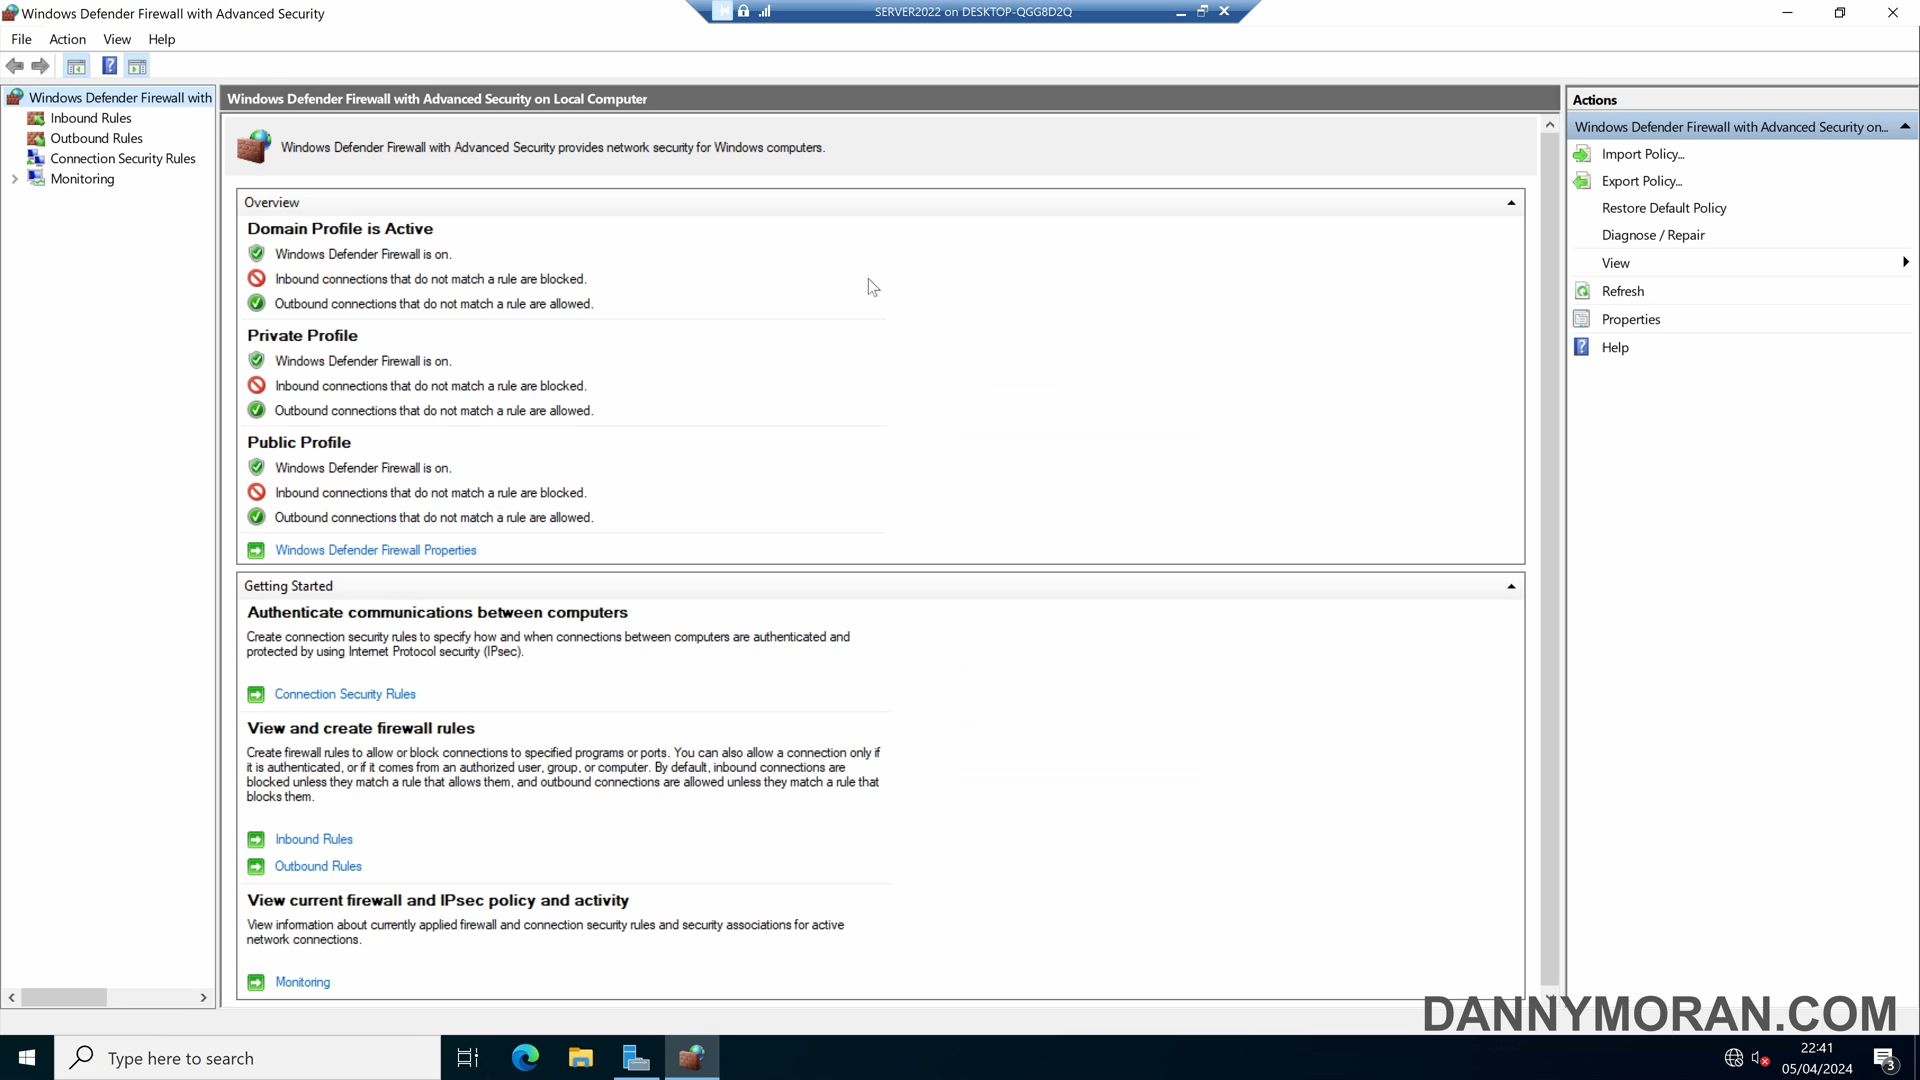 Windows Defender Firewall with Advanced Security
SERVER2022 on DESKTOP-QGG8D2Q
File Action View Help
Windows Defender Firewall with
Inbound Rules
Outbound Rules
Connection Security Rules
Monitoring
Windows Defender Firewall with Advanced Security on Local Computer
Windows Defender Firewall with Advanced Security provides network security for Windows computers.
Overview
Domain Profile is Active
Windows Defender Firewall is on.
Inbound connections that do not match a rule are blocked.
Outbound connections that do not match a rule are allowed.
Private Profile
Windows Defender Firewall is on.
Inbound connections that do not match a rule are blocked.
Outbound connections that do not match a rule are allowed.
Public Profile
Windows Defender Firewall is on.
Inbound connections that do not match a rule are blocked.
Outbound connections that do not match a rule are allowed.
Windows Defender Firewall Properties
Getting Started
Authenticate communications between computers
Create connection security rules to specify how and when connections between computers are authenticated and
protected by using Internet Protocol security (IPsec).
Connection Security Rules
View and create firewall rules
Create firewall rules to allow or block connections to specified programs or ports. You can also allow a connection only if
it is authenticated, or if it comes from an authorized user, group, or computer. By default, inbound connections are
blocked unless they match a rule that allows them, and outbound connections are allowed unless they match a rule that
blocks them.
Inbound Rules
Outbound Rules
View current firewall and IPsec policy and activity
View information about currently applied firewall and connection security rules and security associations for active
network connections.
Monitoring
Actions
Windows Defender Firewall with Advanced Security on...
Import Policy...
Export Policy...
Restore Default Policy
Diagnose / Repair
View
Refresh
Properties
Help
DANNYMORAN.COM
Type here to search
22:41
05/04/2024
3